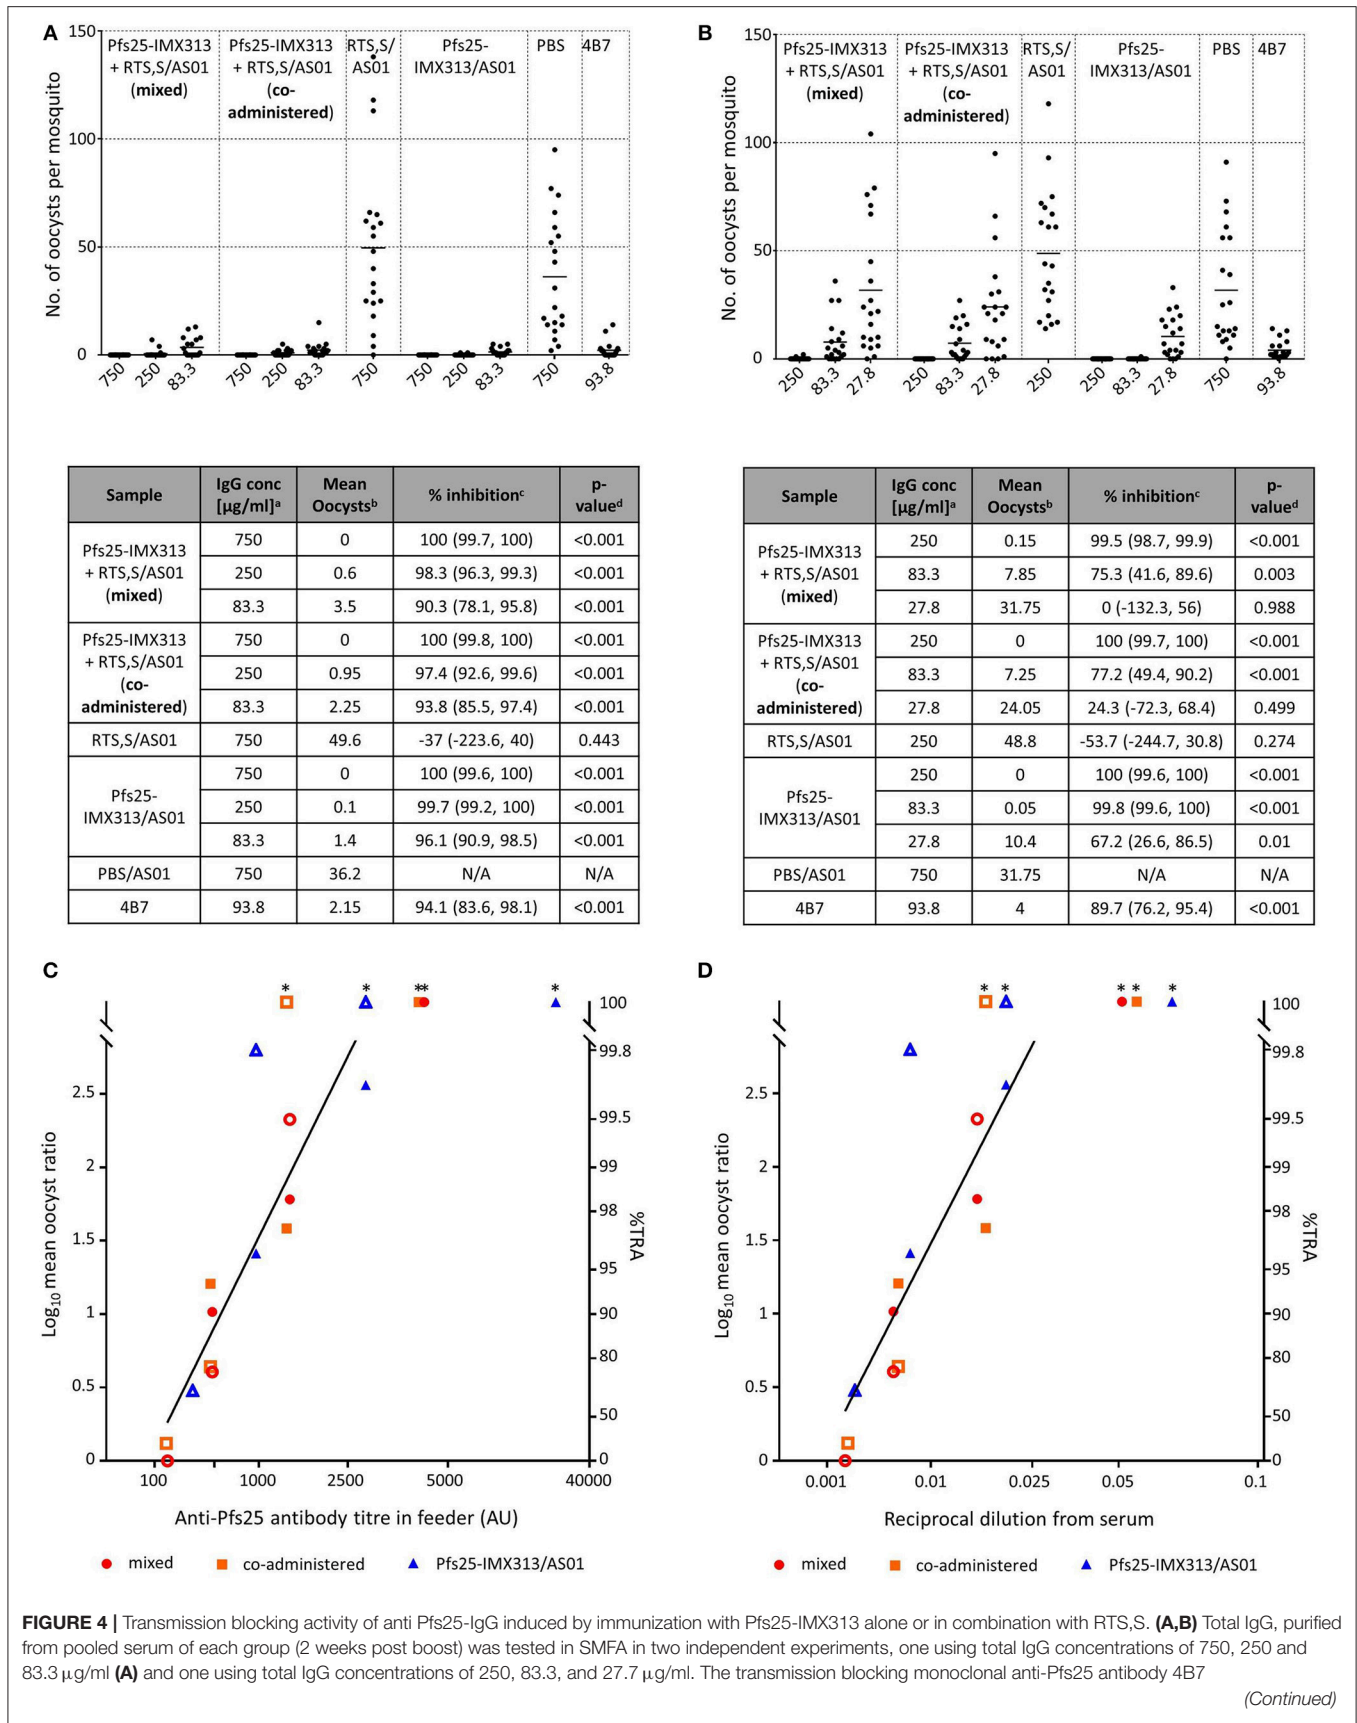 A
150
100
50
0
No. of oocysts per mosquito
Pfs25-IMX313
+ RTS,S/AS01
(mixed)
Pfs25-IMX313
+ RTS,S/AS01
(co-
administered)
RTS,S/
AS01
Pfs25-
IMX313/AS01
PBS
4B7
750 250 83.3 750 250 83.3 750 750 250 83.3 750 93.8
B
150
100
50
0
No. of oocysts per mosquito
Pfs25-IMX313
+ RTS,S/AS01
(mixed)
Pfs25-IMX313
+ RTS,S/AS01
(co-
administered)
RTS,S/
AS01
Pfs25-
IMX313/AS01
PBS
4B7
250 83.3 27.8 250 83.3 27.8 250 250 83.3 27.8 750 93.8
Sample IgG conc [µg/ml]a Mean Oocystsb % inhibitionc p-valued
Pfs25-IMX313 + RTS,S/AS01 (mixed)
750 0 100 (99.7, 100) <0.001
250 0.6 98.3 (96.3, 99.3) <0.001
83.3 3.5 90.3 (78.1, 95.8) <0.001
Pfs25-IMX313 + RTS,S/AS01 (co-administered)
750 0 100 (99.8, 100) <0.001
250 0.95 97.4 (92.6, 99.6) <0.001
83.3 2.25 93.8 (85.5, 97.4) <0.001
RTS,S/AS01 750 49.6 -37 (-223.6, 40) 0.443
Pfs25-IMX313/AS01
750 0 100 (99.6, 100) <0.001
250 0.1 99.7 (99.2, 100) <0.001
83.3 1.4 96.1 (90.9, 98.5) <0.001
PBS/AS01 750 36.2 N/A N/A
4B7 93.8 2.15 94.1 (83.6, 98.1) <0.001
Sample IgG conc [µg/ml]a Mean Oocystsb % inhibitionc p-valued
Pfs25-IMX313 + RTS,S/AS01 (mixed)
250 0.15 99.5 (98.7, 99.9) <0.001
83.3 7.85 75.3 (41.6, 89.6) 0.003
27.8 31.75 0 (-132.3, 56) 0.988
Pfs25-IMX313 + RTS,S/AS01 (co-administered)
250 0 100 (99.7, 100) <0.001
83.3 7.25 77.2 (49.4, 90.2) <0.001
27.8 24.05 24.3 (-72.3, 68.4) 0.499
RTS,S/AS01 250 48.8 -53.7 (-244.7, 30.8) 0.274
Pfs25-IMX313/AS01
250 0 100 (99.6, 100) <0.001
83.3 0.05 99.8 (99.6, 100) <0.001
27.8 10.4 67.2 (26.6, 86.5) 0.01
PBS/AS01 750 31.75 N/A N/A
4B7 93.8 4 89.7 (76.2, 95.4) <0.001
C
* * ** *
2.5
2
1.5
1
0.5
0
Log10 mean oocyst ratio
100
99.8
99.5
99
98
95
90
80
50
0
%TRA
100 1000 2500 5000 40000
Anti-Pfs25 antibody titre in feeder (AU)
mixed co-administered Pfs25-IMX313/AS01
D
* * * * *
2.5
2
1.5
1
0.5
0
Log10 mean oocyst ratio
100
99.8
99.5
99
98
95
90
80
50
0
%TRA
0.001 0.01 0.025 0.05 0.1
Reciprocal dilution from serum
mixed co-administered Pfs25-IMX313/AS01
FIGURE 4 | Transmission blocking activity of anti Pfs25-IgG induced by immunization with Pfs25-IMX313 alone or in combination with RTS,S. (A,B) Total IgG, purified
from pooled serum of each group (2 weeks post boost) was tested in SMFA in two independent experiments, one using total IgG concentrations of 750, 250 and
83.3 µg/ml (A) and one using total IgG concentrations of 250, 83.3, and 27.7 µg/ml. The transmission blocking monoclonal anti-Pfs25 antibody 4B7
(Continued)